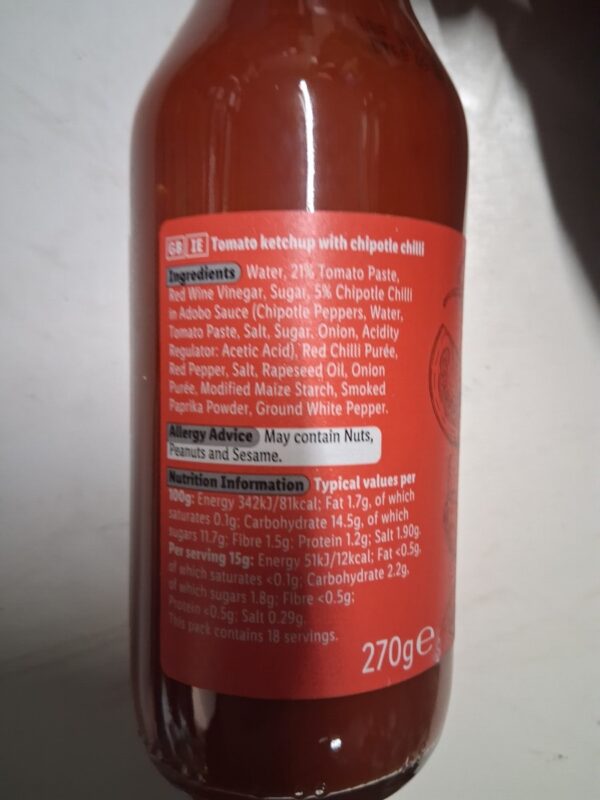 GB IE Tomato ketchup with chipotle chilli
Ingredients Water, 21% Tomato Paste,
Red Wine Vinegar, Sugar, 5% Chipotle Chilli
in Adobo Sauce (Chipotle Peppers, Water,
Tomato Paste, Salt, Sugar, Onion, Acidity
Regulator: Acetic Acid), Red Chilli Purée,
Red Pepper, Salt, Rapeseed Oil, Onion
Purée, Modified Maize Starch, Smoked
Paprika Powder, Ground White Pepper.
Allergy Advice May contain Nuts,
Peanuts and Sesame.
Nutrition Information Typical values per
100g: Energy 342kJ/81kcal; Fat 1.7g, of which
saturates 0.1g; Carbohydrate 14.5g, of which
sugars 11.7g; Fibre 1.5g; Protein 1.2g; Salt 1.90g.
Per serving 15g: Energy 51kJ/12kcal; Fat <0.5g,
of which saturates <0.1g; Carbohydrate 2.2g,
of which sugars 1.8g; Fibre <0.5g;
Protein <0.5g; Salt 0.29g.
This pack contains 18 servings.
270g e